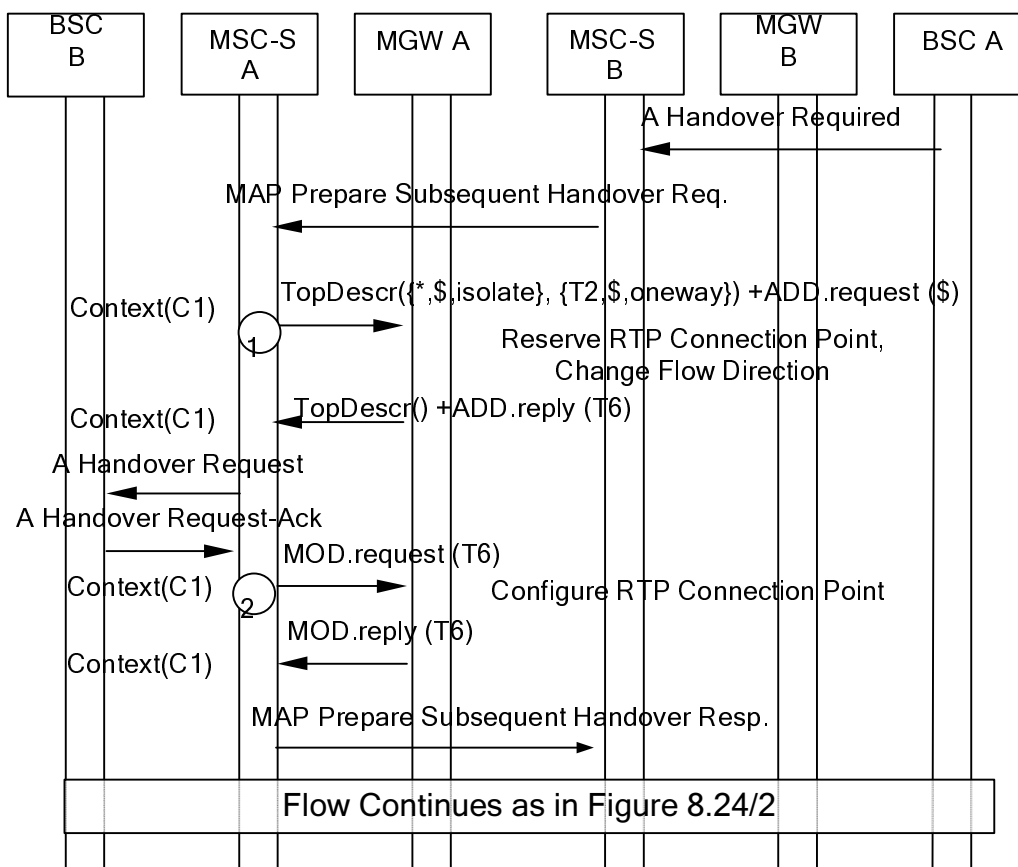 BSC
B
MSC-S
A
MGW A
MSC-S
B
MGW
B
BSC A
A Handover Required
MAP Prepare Subsequent Handover Req.
TopDescr({*,$,isolate}, {T2,$,oneway}) +ADD.request ($)
Context(C1)
1
Reserve RTP Connection Point,
Change Flow Direction
TopDescr() +ADD.reply (T6)
Context(C1)
A Handover Request
A Handover Request-Ack
MOD.request (T6)
Context(C1)
2
Configure RTP Connection Point
MOD.reply (T6)
Context(C1)
MAP Prepare Subsequent Handover Resp.
Flow Continues as in Figure 8.24/2